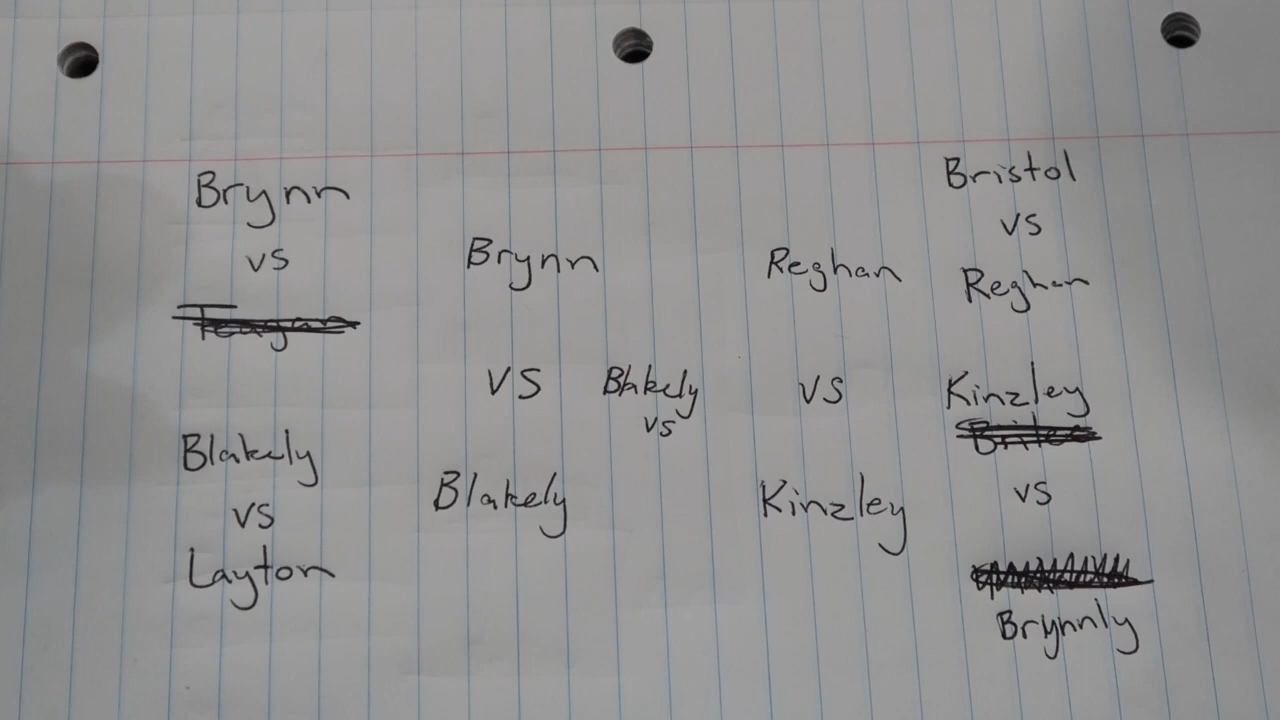 Brynn
vs
Teagan
Blakely
vs
Layton
Brynn
vs
Blakely
Blakely
vs
Reghan
vs
Kinzley
Bristol
vs
Reghan
Kinzley
vs
Brynnly